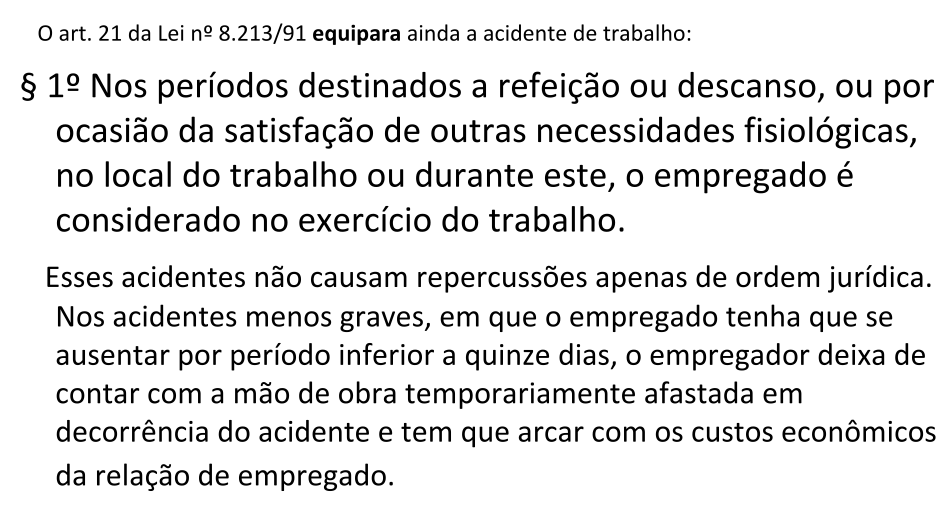 O art. 21 da Lei nº 8.213/91 equipara ainda a acidente de trabalho:
§ 1º Nos períodos destinados a refeição ou descanso, ou por
ocasião da satisfação de outras necessidades fisiológicas,
no local do trabalho ou durante este, o empregado é
considerado no exercício do trabalho.
Esses acidentes não causam repercussões apenas de ordem jurídica.
Nos acidentes menos graves, em que o empregado tenha que se
ausentar por período inferior a quinze dias, o empregador deixa de
contar com a mão de obra temporariamente afastada em
decorrência do acidente e tem que arcar com os custos econômicos
da relação de empregado.